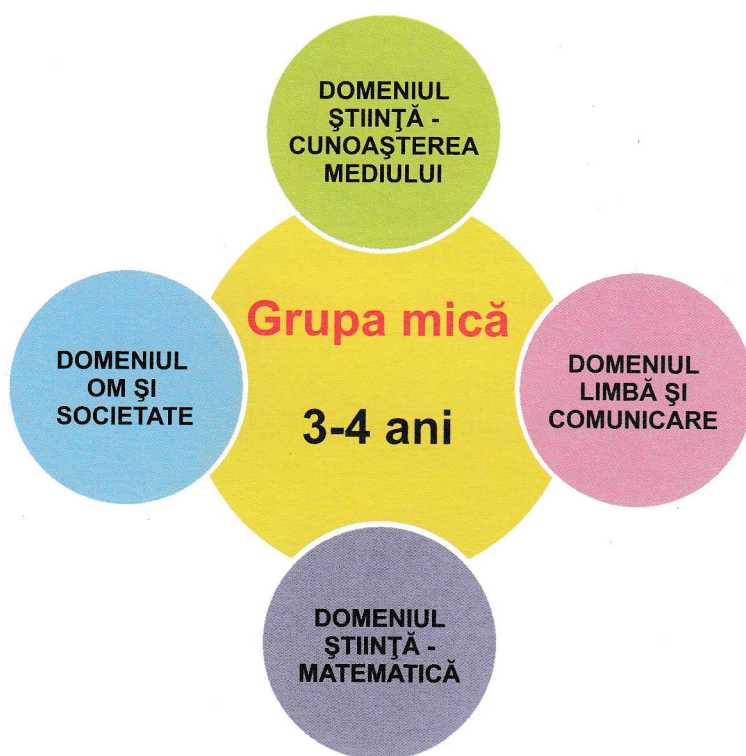 DOMENIUL
ŞTIINŢĂ -
CUNOAŞTEREA
MEDIULUI
Grupa mică
3-4 ani
DOMENIUL
OM ŞI
SOCIETATE
DOMENIUL
LIMBĂ ŞI
COMUNICARE
DOMENIUL
ŞTIINŢĂ -
MATEMATICĂ